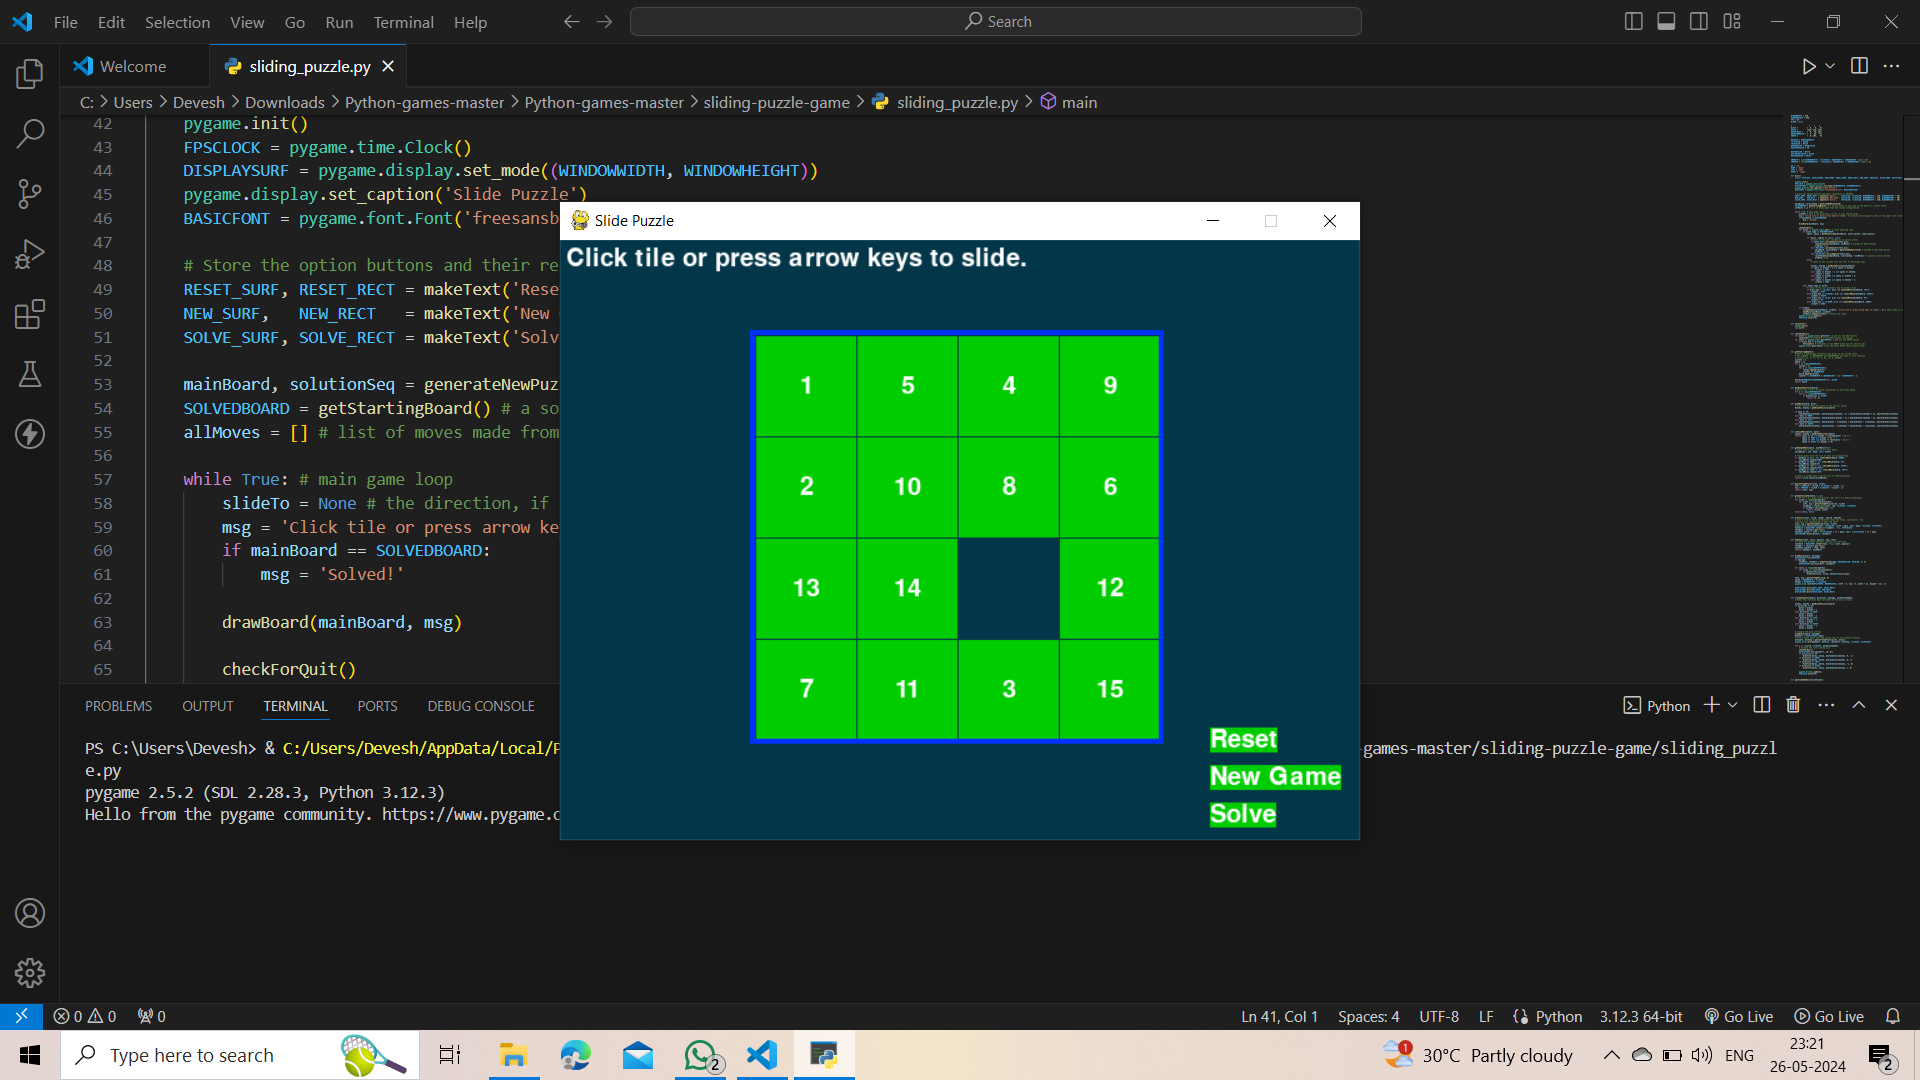 File Edit Selection View Go Run Terminal Help
Search
Welcome
sliding_puzzle.py
C: > Users > Devesh > Downloads > Python-games-master > Python-games-master > sliding-puzzle-game > sliding_puzzle.py > main
42 pygame.init()
43 FPSCLOCK = pygame.time.Clock()
44 DISPLAYSURF = pygame.display.set_mode((WINDOWWIDTH, WINDOWHEIGHT))
45 pygame.display.set_caption('Slide Puzzle')
46 BASICFONT = pygame.font.Font('freesansb
47
48 # Store the option buttons and their re
49 RESET_SURF, RESET_RECT = makeText('Rese
50 NEW_SURF, NEW_RECT = makeText('New
51 SOLVE_SURF, SOLVE_RECT = makeText('Solv
52
53 mainBoard, solutionSeq = generateNewPuz
54 SOLVEDBOARD = getStartingBoard() # a so
55 allMoves = [] # list of moves made from
56
57 while True: # main game loop
58 slideTo = None # the direction, if
59 msg = 'Click tile or press arrow ke
60 if mainBoard == SOLVEDBOARD:
61 msg = 'Solved!'
62
63 drawBoard(mainBoard, msg)
64
65 checkForQuit()
Slide Puzzle
Click tile or press arrow keys to slide.
1 5 4 9
2 10 8 6
13 14 12
7 11 3 15
Reset
New Game
Solve
PROBLEMS OUTPUT TERMINAL PORTS DEBUG CONSOLE
Python
PS C:\Users\Devesh> & C:/Users/Devesh/AppData/Local/P
-games-master/sliding-puzzle-game/sliding_puzzl
e.py
pygame 2.5.2 (SDL 2.28.3, Python 3.12.3)
Hello from the pygame community. https://www.pygame.c
0 0 0
Ln 41, Col 1 Spaces: 4 UTF-8 LF Python 3.12.3 64-bit Go Live Go Live
Type here to search
2
1
30°C Partly cloudy
ENG
23:21
26-05-2024
2